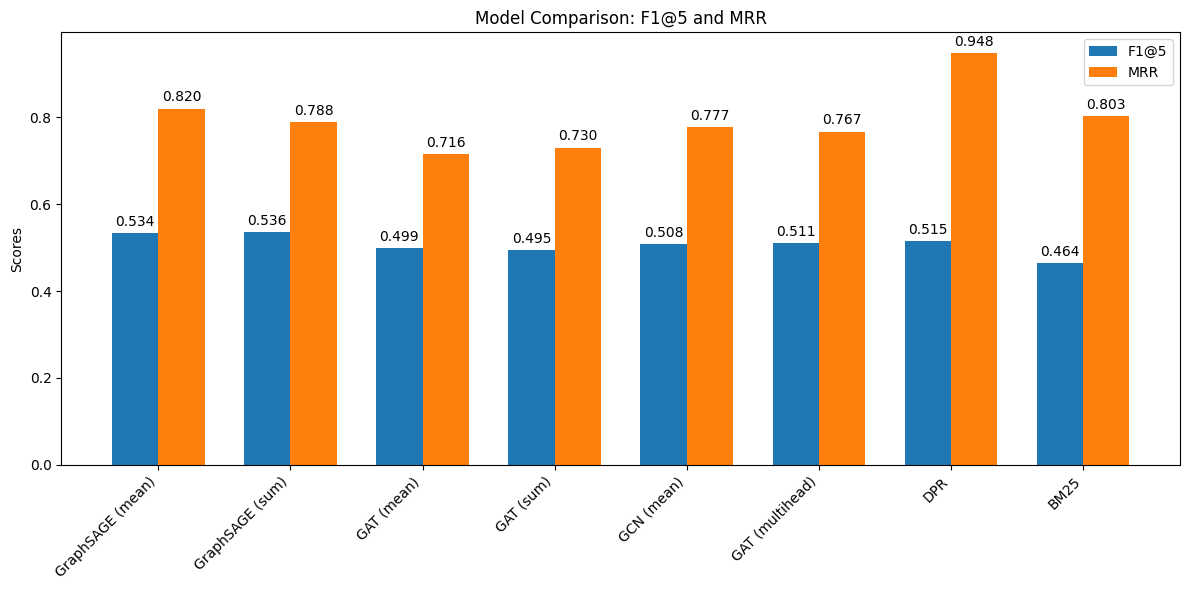 Model Comparison: F1@5 and MRR
F1@5
MRR
Scores
0.8
0.6
0.4
0.2
0.0
0.534
0.820
0.536
0.788
0.499
0.716
0.495
0.730
0.508
0.777
0.511
0.767
0.515
0.948
0.464
0.803
GraphSAGE (mean)
GraphSAGE (sum)
GAT (mean)
GAT (sum)
GCN (mean)
GAT (multihead)
DPR
BM25